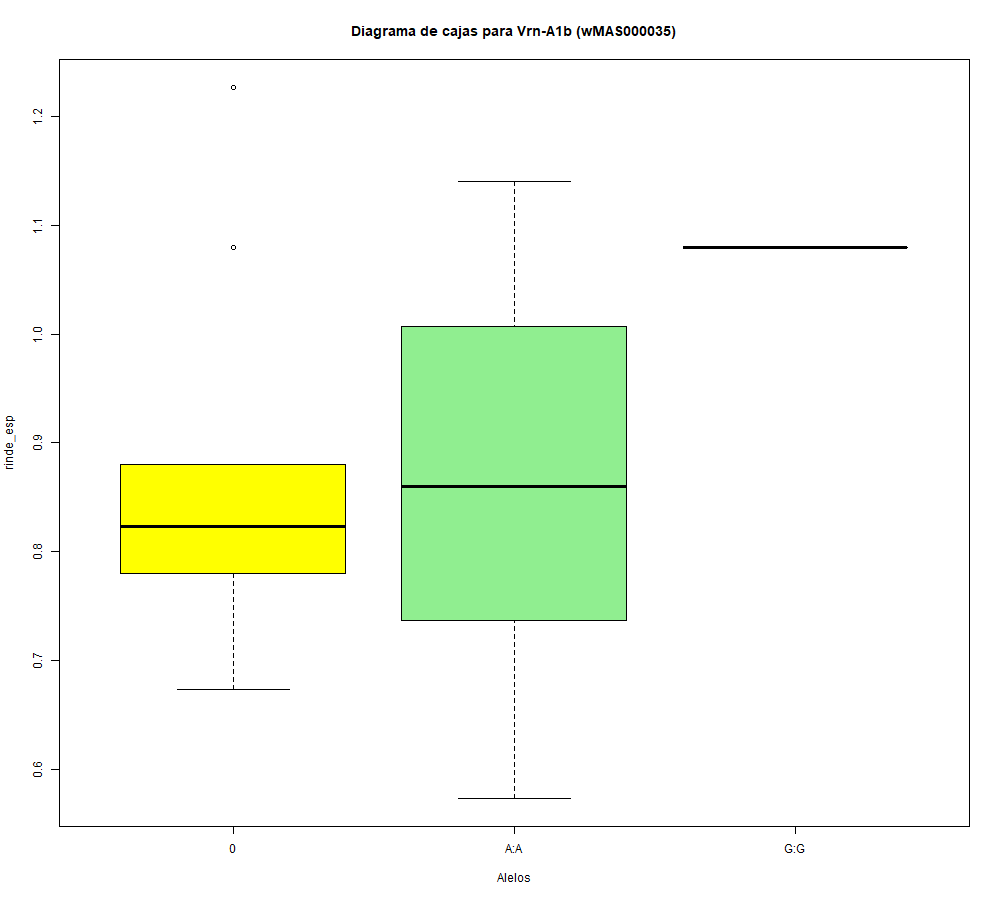 Diagrama de cajas para Vrn-A1b (wMAS000035)
1.2
1.1
1.0
0.9
0.8
0.7
0.6
rinde_esp
0
A:A
G:G
Alelos